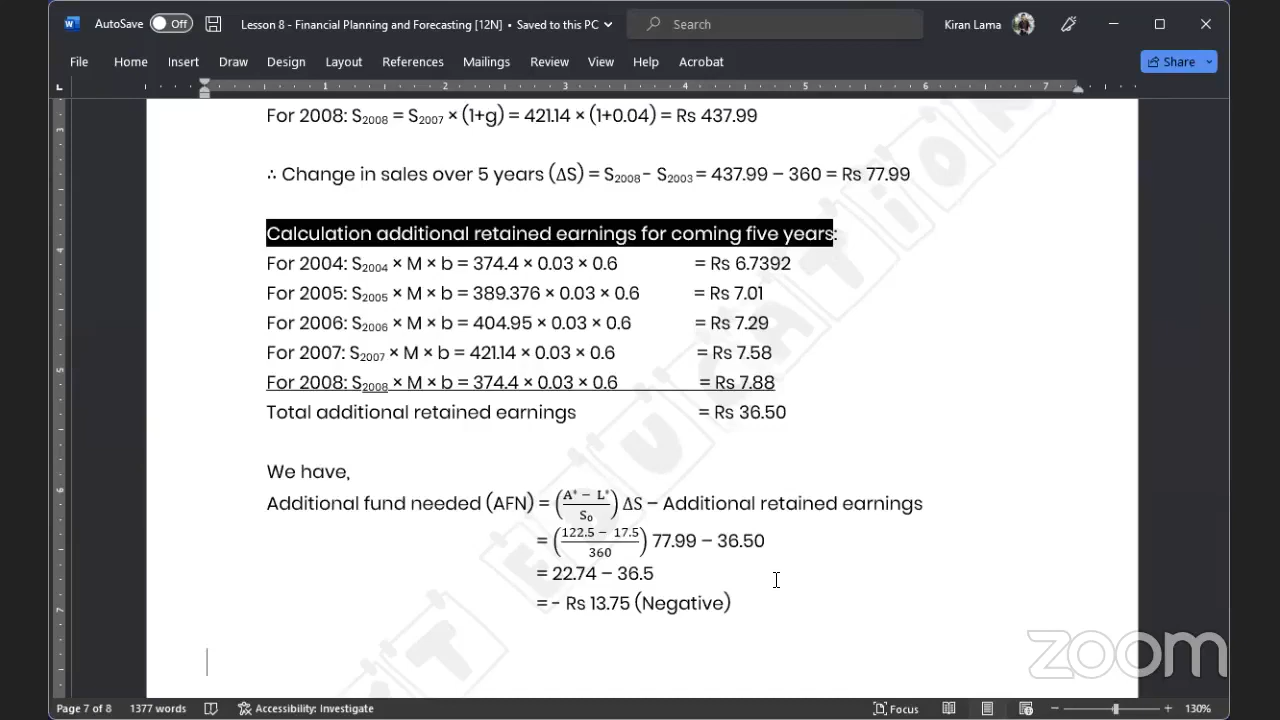 AutoSave Off Lesson 8 - Financial Planning and Forecasting [12N] • Saved to this PC Search Kiran Lama
File Home Insert Draw Design Layout References Mailings Review View Help Acrobat Share
1 2 3 4 5 6 7
For 2008: S2008 = S2007 × (1+g) = 421.14 × (1+0.04) = Rs 437.99
∴ Change in sales over 5 years (ΔS) = S2008 - S2003 = 437.99 – 360 = Rs 77.99
Calculation additional retained earnings for coming five years:
For 2004: S2004 × M × b = 374.4 × 0.03 × 0.6 = Rs 6.7392
For 2005: S2005 × M × b = 389.376 × 0.03 × 0.6 = Rs 7.01
For 2006: S2006 × M × b = 404.95 × 0.03 × 0.6 = Rs 7.29
For 2007: S2007 × M × b = 421.14 × 0.03 × 0.6 = Rs 7.58
For 2008: S2008 × M × b = 374.4 × 0.03 × 0.6 = Rs 7.88
Total additional retained earnings = Rs 36.50
We have,
Additional fund needed (AFN) = (A* − L* / S0) ΔS – Additional retained earnings
= (122.5 − 17.5 / 360) 77.99 – 36.50
= 22.74 – 36.5
= - Rs 13.75 (Negative)
zoom
Page 7 of 8 1377 words Accessibility: Investigate Focus 130%